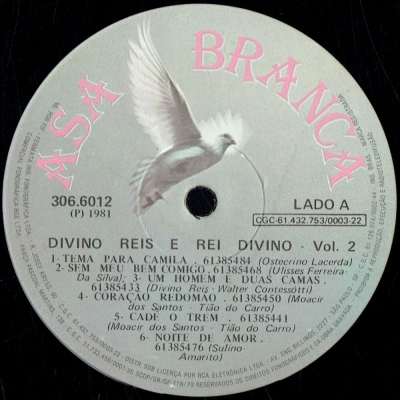 ASA BRANCA
306.6012
(P) 1981
LADO A
CGC-61.432.753/0003-22
DIVINO REIS E REI DIVINO - Vol. 2
1-TEMA PARA CAMILA. 61385484 (Ostecrino Lacerda)
2-SEM MEU BEM COMIGO. 61385468 (Ulisses Ferreira-
Da Silva); 3- UM HOMEM E DUAS CAMAS.
61385433 (Divino Reis - Walter Contessôtti)
4- CORAÇÃO REDOMÃO - 61385450 (Moacir
dos Santos - Tião do Carro)
5- CADE O TREM . 61385441
(Moacir dos Santos - Tião do Carro)
6- NOITE DE AMOR.
61385476 (Sulino-
Amarito)